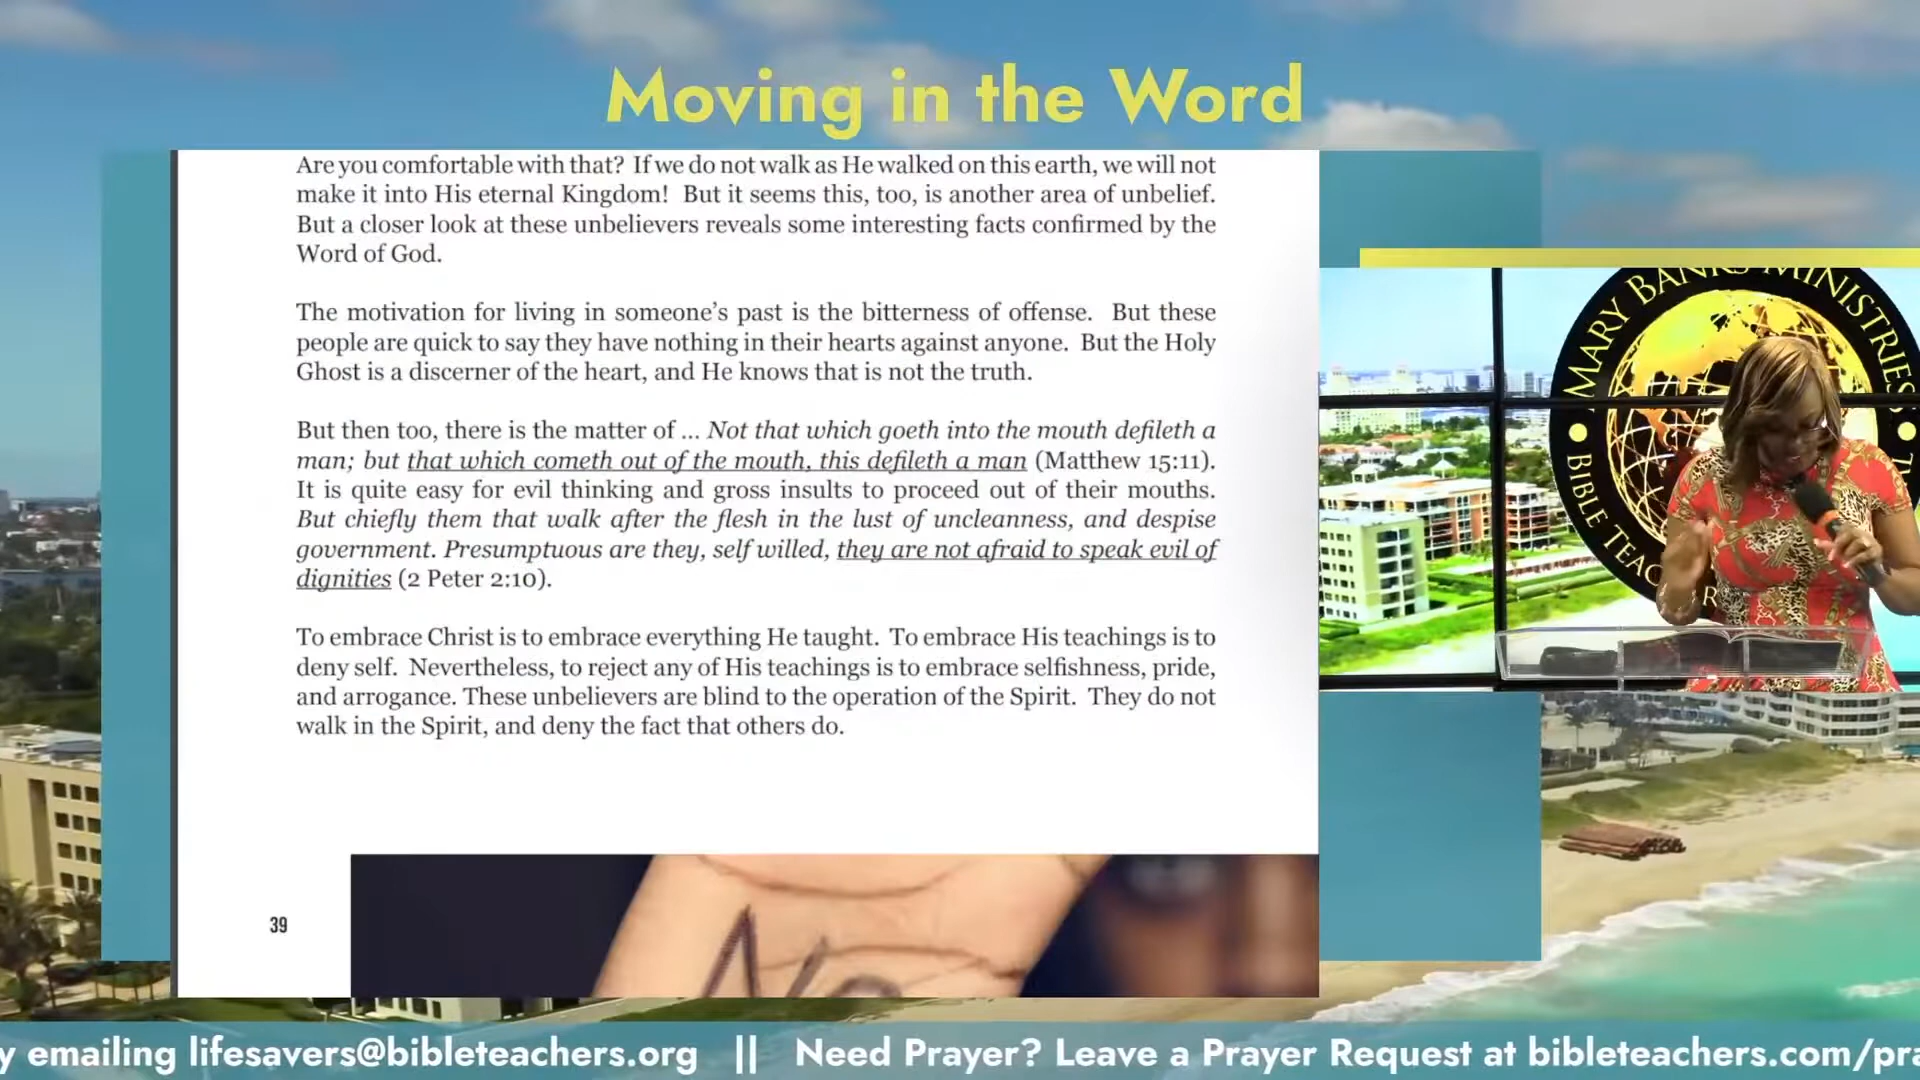 Moving in the Word
Are you comfortable with that? If we do not walk as He walked on this earth, we will not
make it into His eternal Kingdom! But it seems this, too, is another area of unbelief.
But a closer look at these unbelievers reveals some interesting facts confirmed by the
Word of God.
The motivation for living in someone’s past is the bitterness of offense. But these
people are quick to say they have nothing in their hearts against anyone. But the Holy
Ghost is a discerner of the heart, and He knows that is not the truth.
But then too, there is the matter of ... Not that which goeth into the mouth defileth a
man; but that which cometh out of the mouth, this defileth a man (Matthew 15:11).
It is quite easy for evil thinking and gross insults to proceed out of their mouths.
But chiefly them that walk after the flesh in the lust of uncleanness, and despise
government. Presumptuous are they, self willed, they are not afraid to speak evil of
dignities (2 Peter 2:10).
To embrace Christ is to embrace everything He taught. To embrace His teachings is to
deny self. Nevertheless, to reject any of His teachings is to embrace selfishness, pride,
and arrogance. These unbelievers are blind to the operation of the Spirit. They do not
walk in the Spirit, and deny the fact that others do.
39
No
MARY BANKS MINISTRIES
BIBLE TEAC
y emailing lifesavers@bibleteachers.org || Need Prayer? Leave a Prayer Request at bibleteachers.com/pra